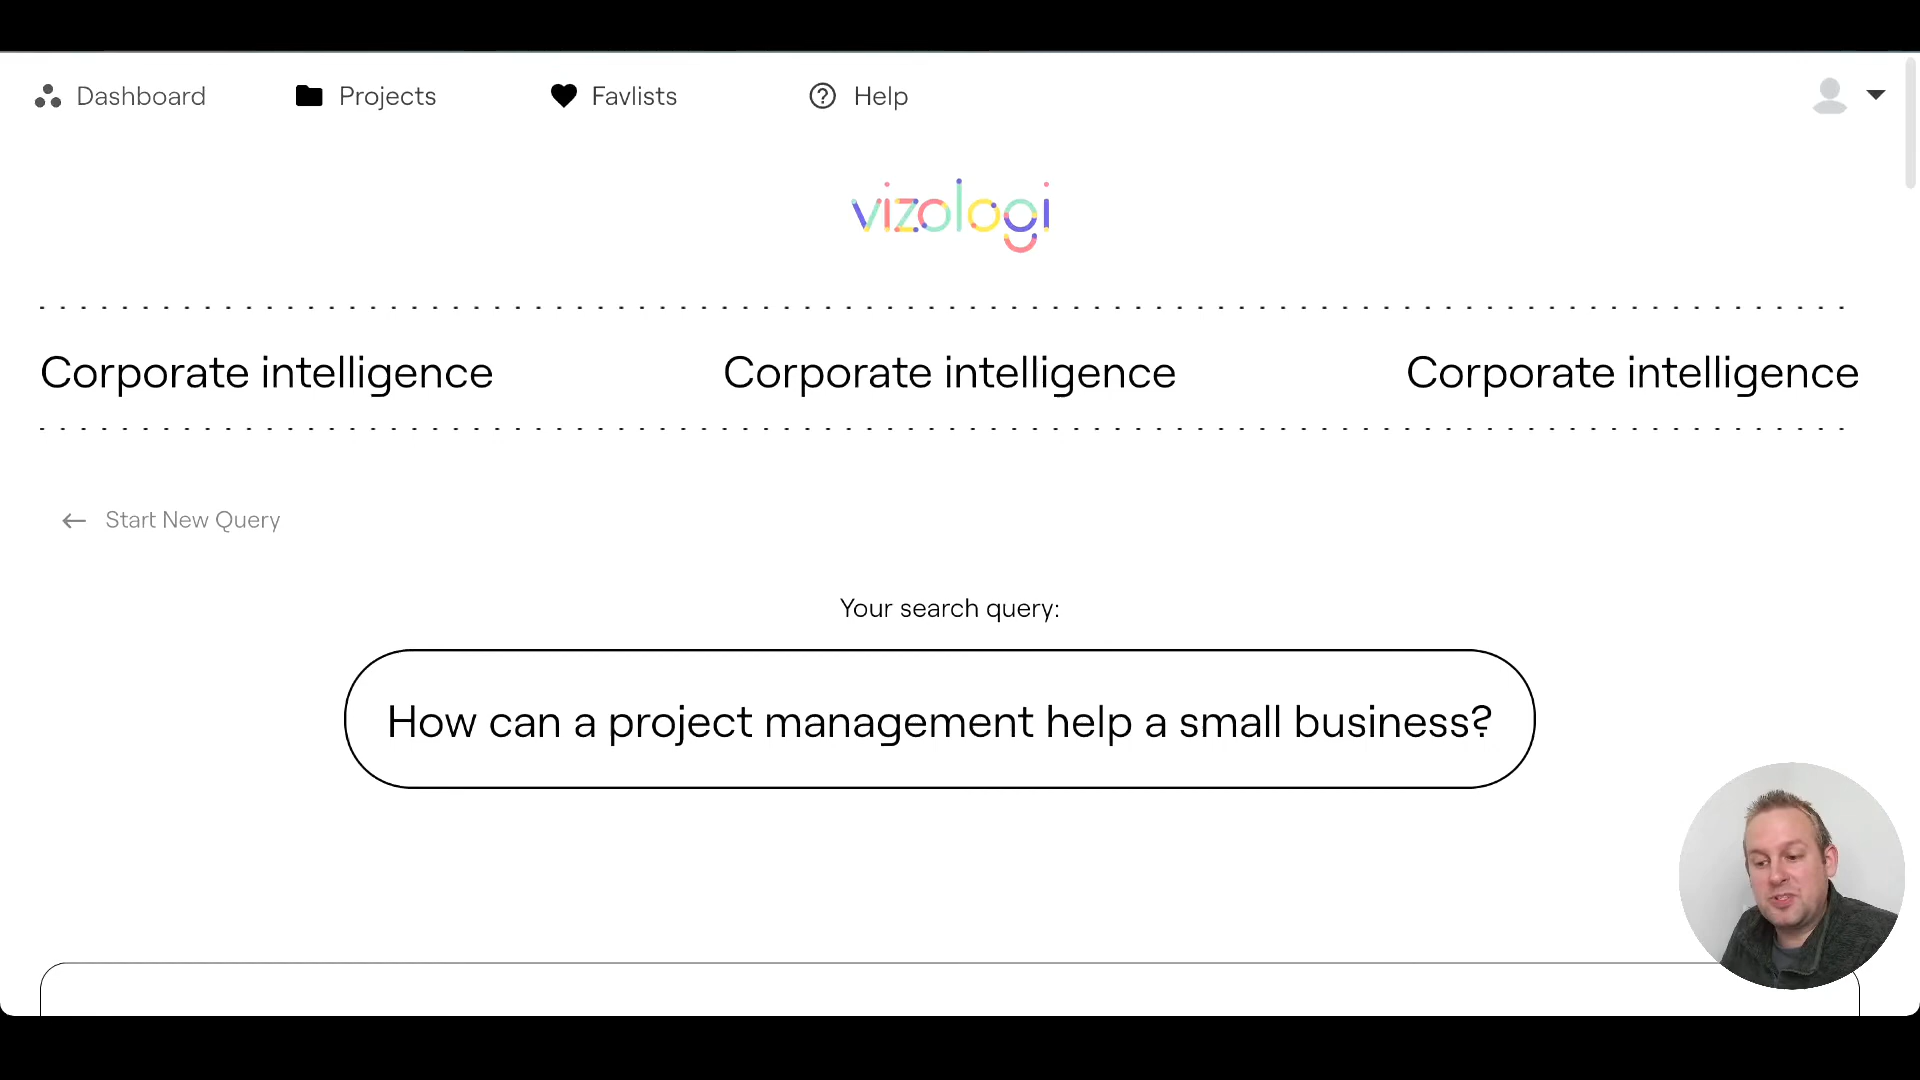 Dashboard Projects Favlists Help
vizologi
Corporate intelligence Corporate intelligence Corporate intelligence
Start New Query
Your search query:
How can a project management help a small business?